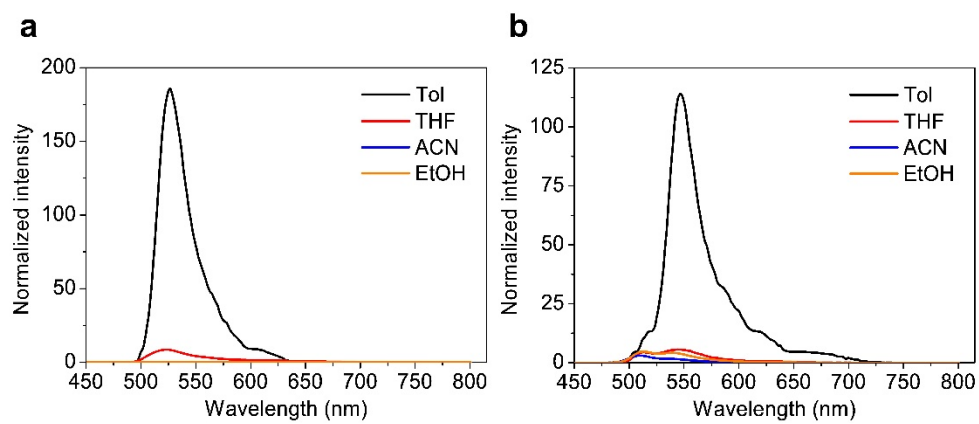 a
200
150
100
50
0
Normalized intensity
Tol
THF
ACN
EtOH
450 500 550 600 650 700 750 800
Wavelength (nm)
b
125
100
75
50
25
0
Normalized intensity
Tol
THF
ACN
EtOH
450 500 550 600 650 700 750 800
Wavelength (nm)